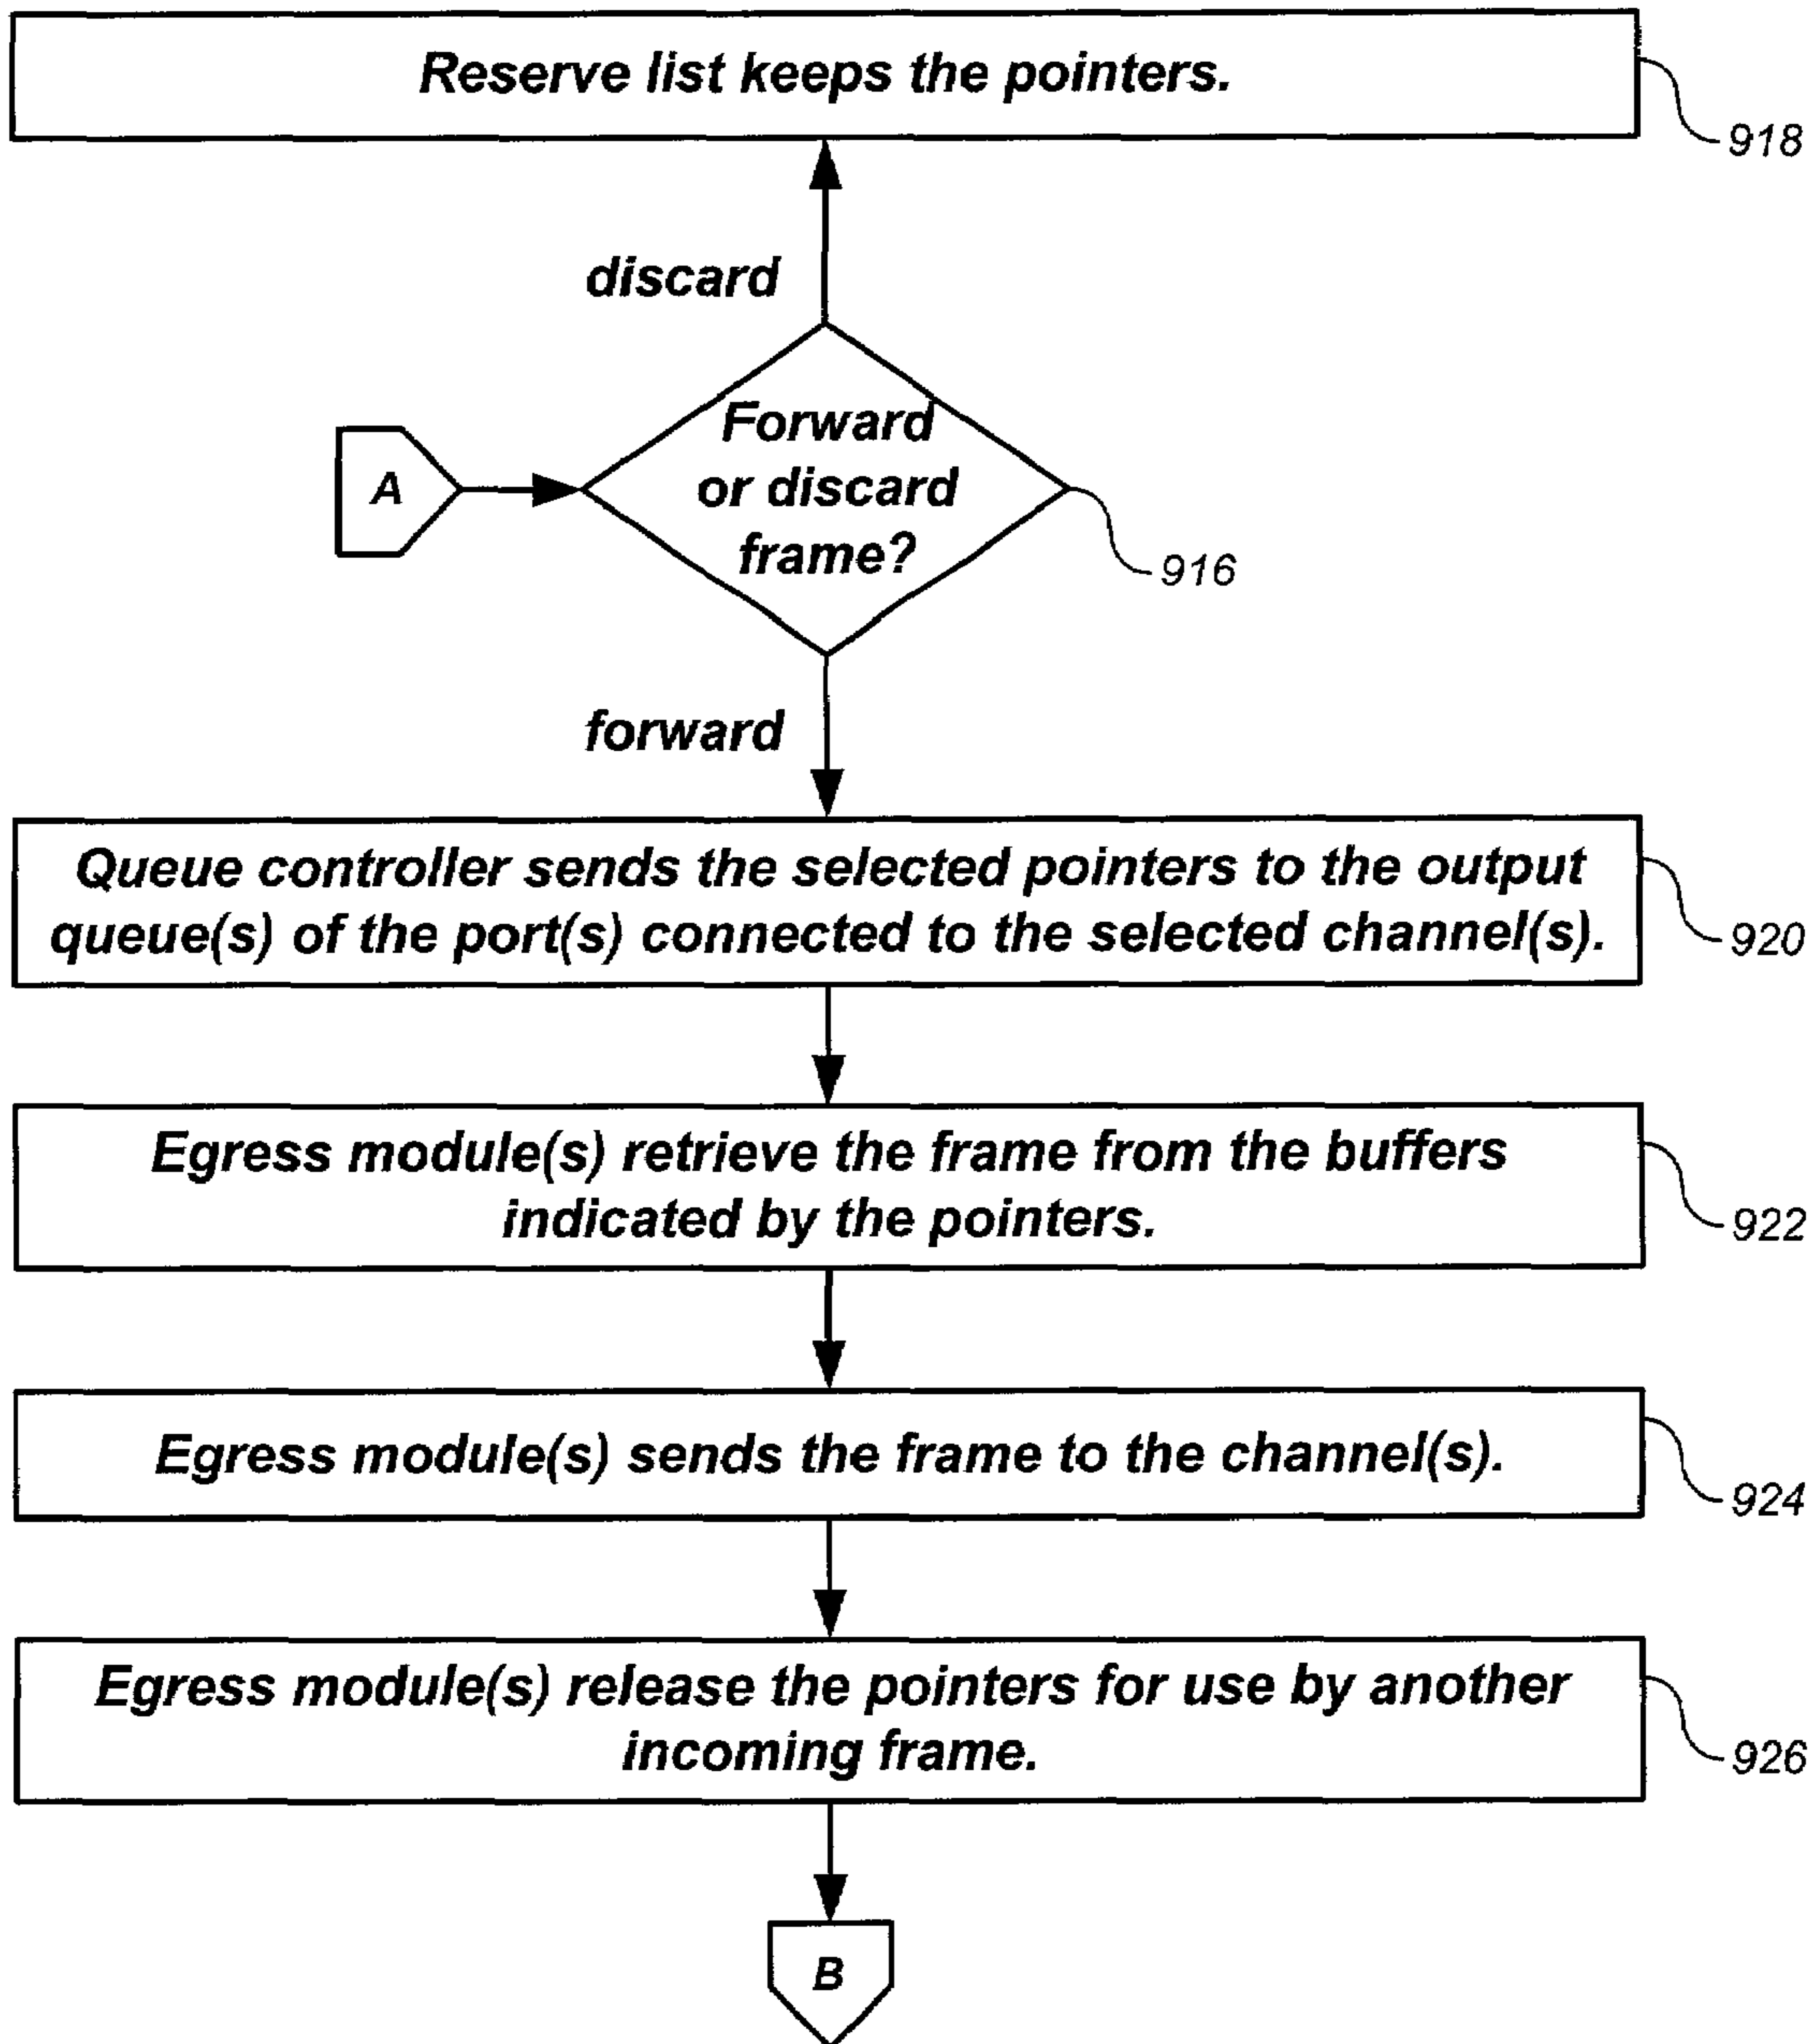 Reserve list keeps the pointers.
918
discard
Forward
or discard
frame?
A
916
forward
Queue controller sends the selected pointers to the output
queue(s) of the port(s) connected to the selected channel(s).
920
Egress module(s) retrieve the frame from the buffers
indicated by the pointers.
922
Egress module(s) sends the frame to the channel(s).
924
Egress module(s) release the pointers for use by another
incoming frame.
926
B